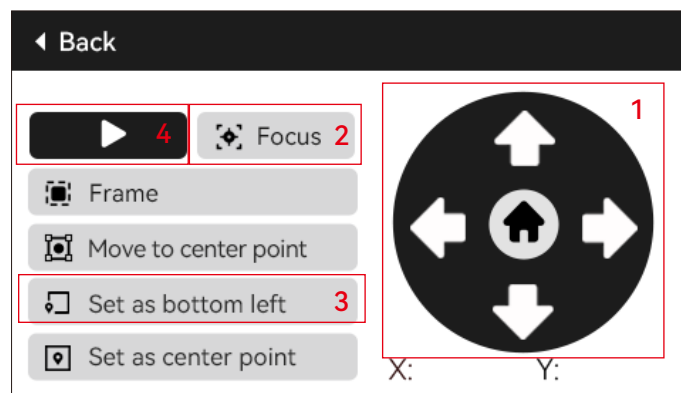 Back
4
Focus 2
1
Frame
Move to center point
Set as bottom left 3
Set as center point
X: Y: